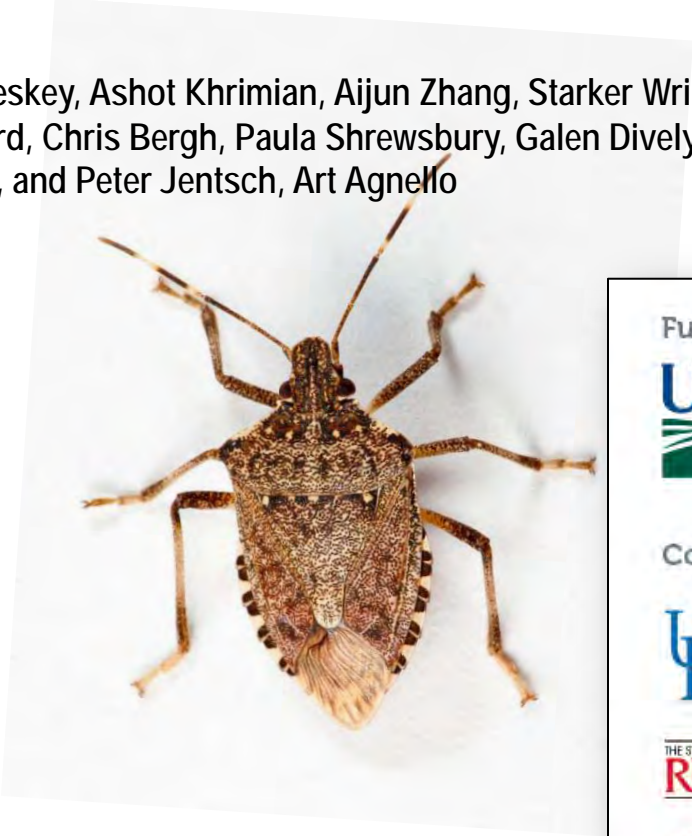 eskey, Ashot Khrimian, Aijun Zhang, Starker Wri
rd, Chris Bergh, Paula Shrewsbury, Galen Dively
, and Peter Jentsch, Art Agnello
Fu
U
Co
THE S
R